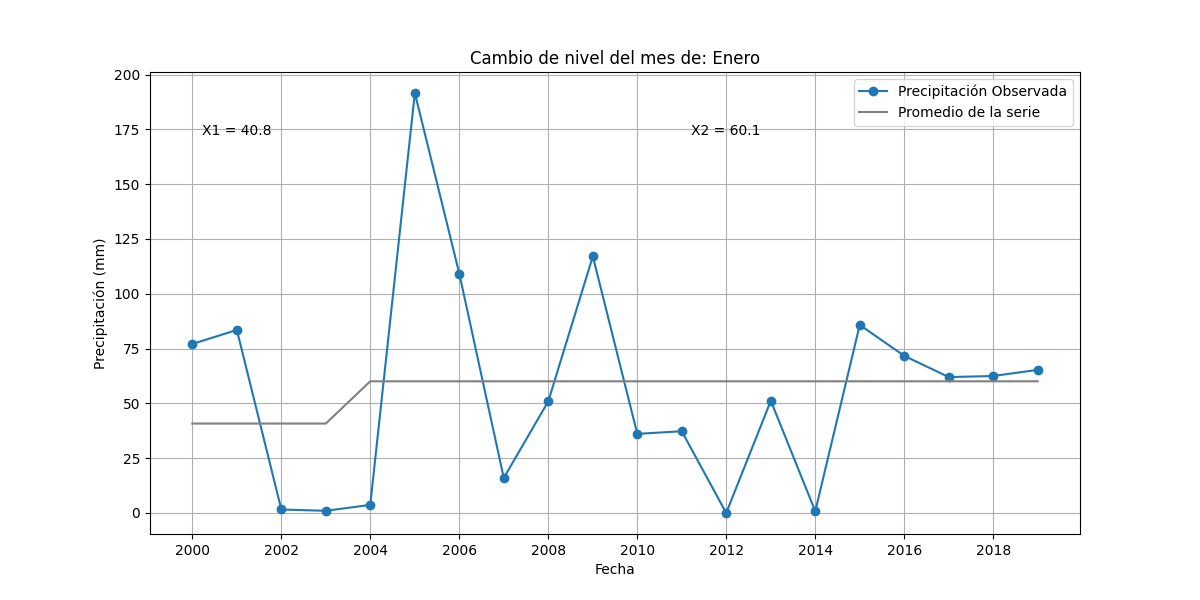 Cambio de nivel del mes de: Enero
Precipitación Observada
Promedio de la serie
X1 = 40.8
X2 = 60.1
Precipitación (mm)
200
175
150
125
100
75
50
25
0
2000 2002 2004 2006 2008 2010 2012 2014 2016 2018
Fecha